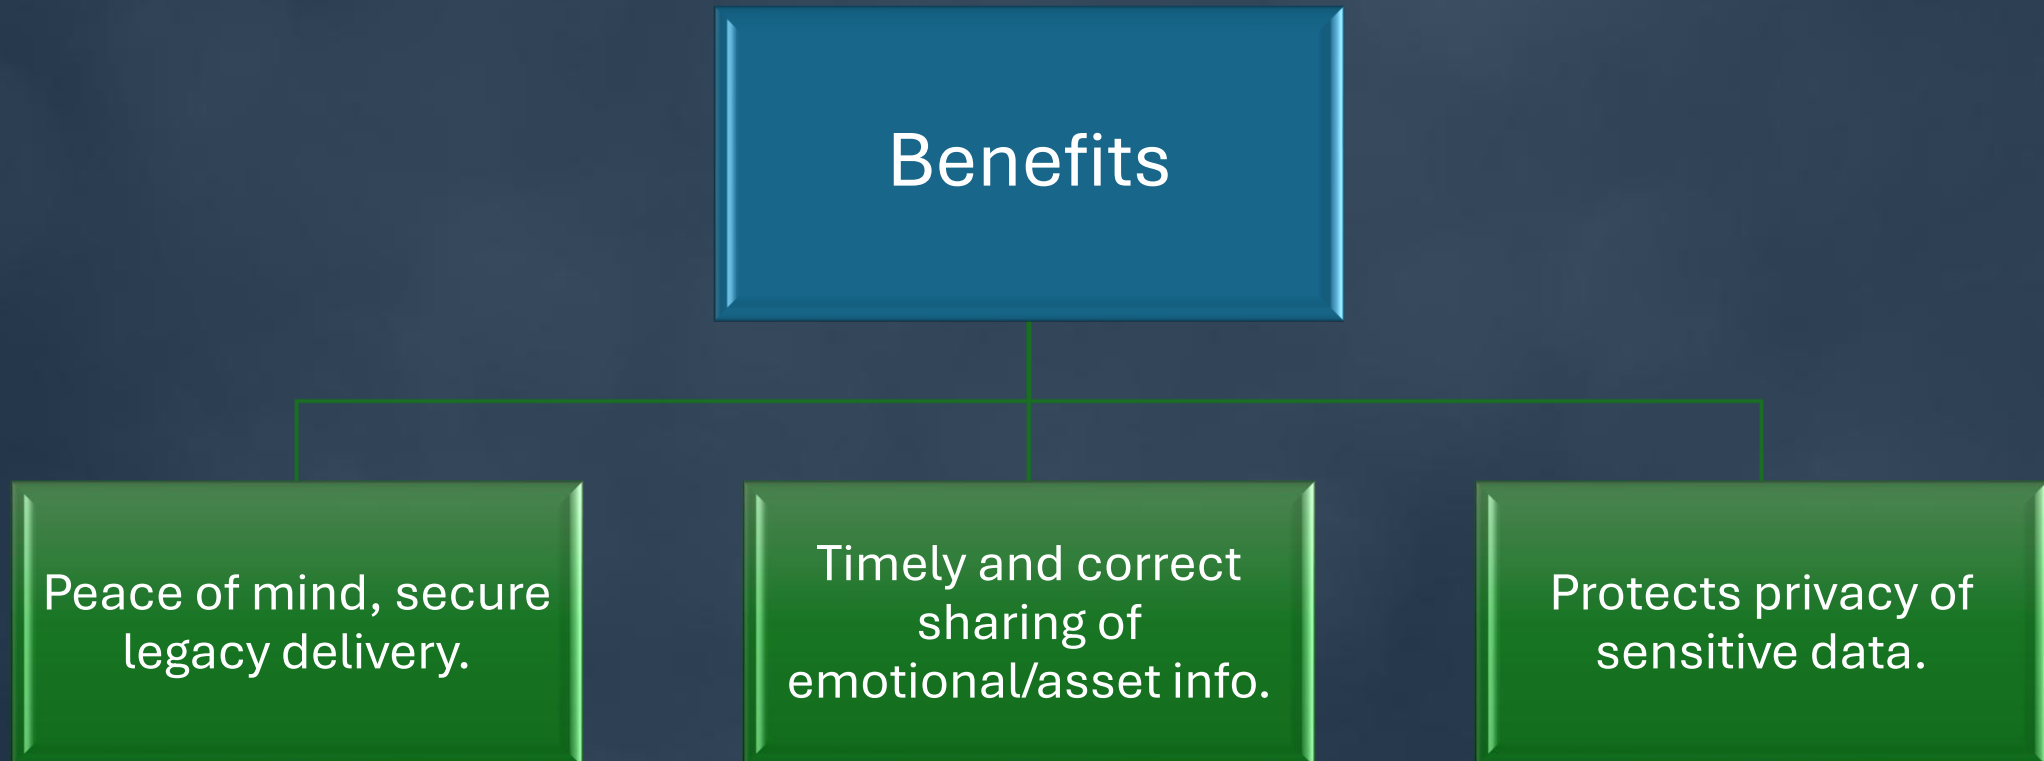 Benefits
Peace of mind, secure
legacy delivery.
Timely and correct
sharing of
emotional/asset info.
Protects privacy of
sensitive data.